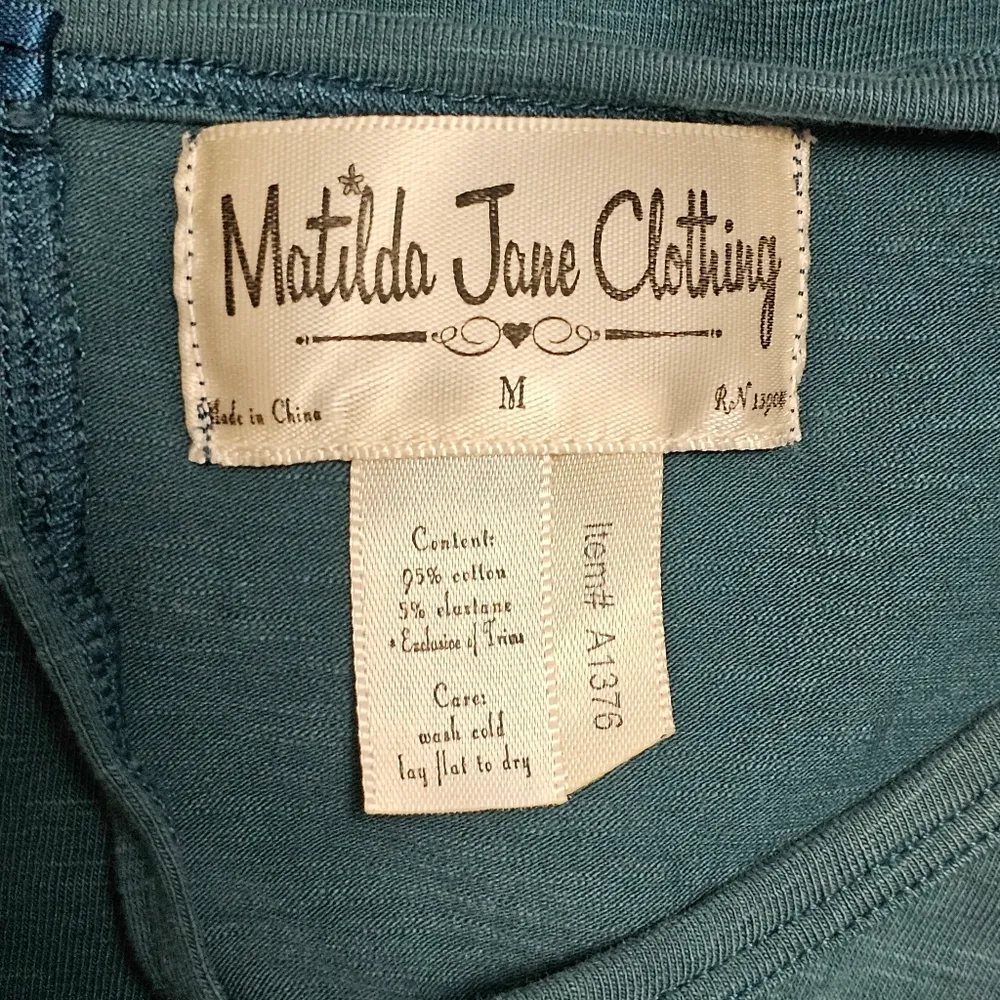 Matilda Jane Clothing
M
Made in China
RN
Content:
95% cotton
5% elastane
* Exclusive of Trims
Care:
wash cold
lay flat to dry
Item# A1376